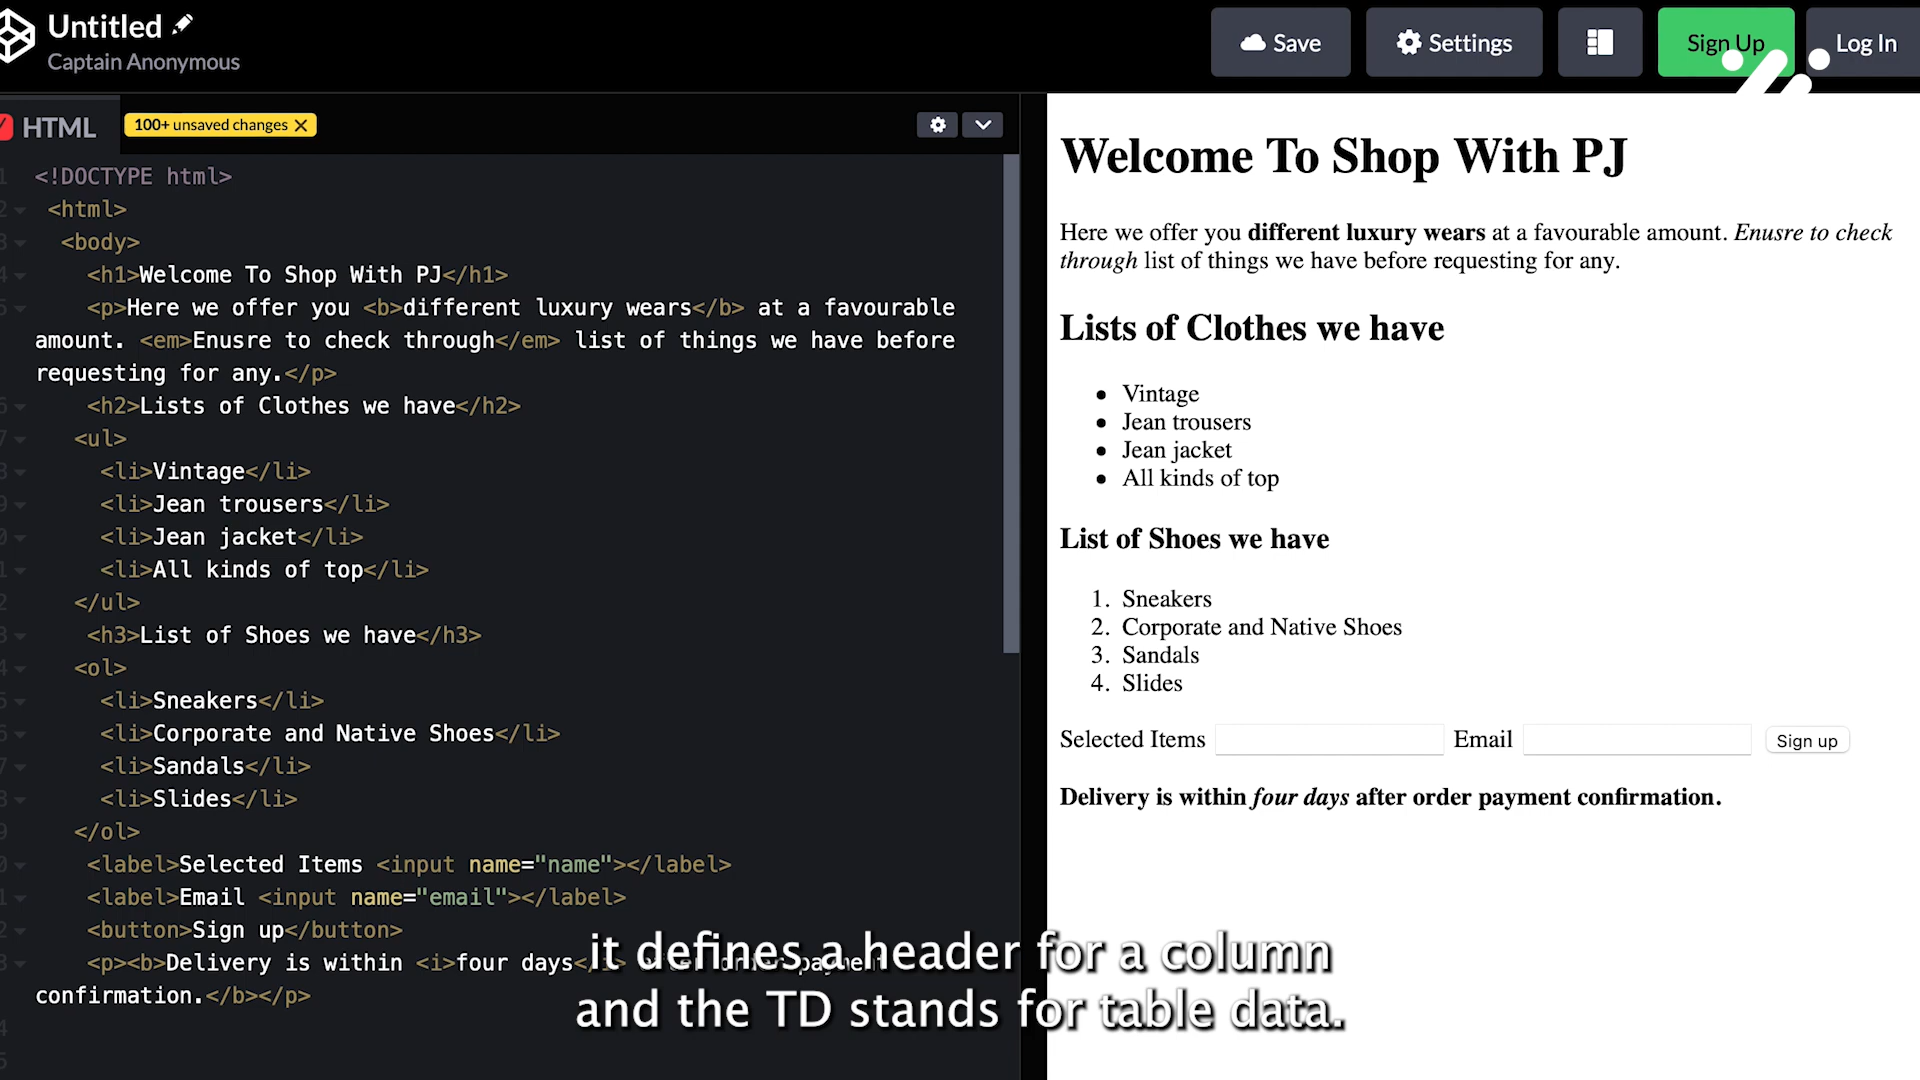 Untitled
Captain Anonymous
Save
Settings
Sign Up
Log In
HTML
100+ unsaved changes
<!DOCTYPE html>
<html>
<body>
<h1>Welcome To Shop With PJ</h1>
<p>Here we offer you <b>different luxury wears</b> at a favourable
amount. <em>Enusre to check through</em> list of things we have before
requesting for any.</p>
<h2>Lists of Clothes we have</h2>
<ul>
<li>Vintage</li>
<li>Jean trousers</li>
<li>Jean jacket</li>
<li>All kinds of top</li>
</ul>
<h3>List of Shoes we have</h3>
<ol>
<li>Sneakers</li>
<li>Corporate and Native Shoes</li>
<li>Sandals</li>
<li>Slides</li>
</ol>
<label>Selected Items <input name="name"></label>
<label>Email <input name="email"></label>
<button>Sign up</button>
<p><b>Delivery is within <i>four days</i>
confirmation.</b></p>
Welcome To Shop With PJ
Here we offer you different luxury wears at a favourable amount. Enusre to check
through list of things we have before requesting for any.
Lists of Clothes we have
• Vintage
• Jean trousers
• Jean jacket
• All kinds of top
List of Shoes we have
1. Sneakers
2. Corporate and Native Shoes
3. Sandals
4. Slides
Selected Items Email Sign up
Delivery is within four days after order payment confirmation.
it defines a header for a column
and the TD stands for table data.